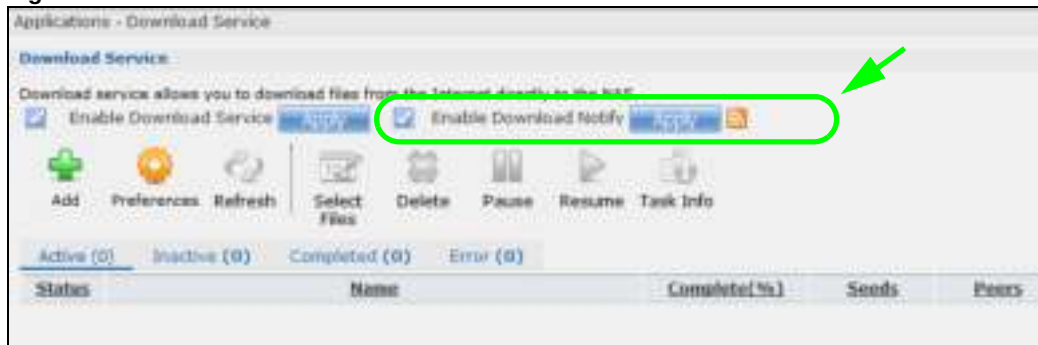 Applications - Download Service
Download Service
Download service allows you to download files from the Internet directly to the NAS.
Enable Download Service Apply Enable Download Notify Apply
Add Preferences Refresh Select Files Delete Pause Resume Task Info
Active (0) Inactive (0) Completed (0) Error (0)
Status Name Complete(%) Seeds Peers